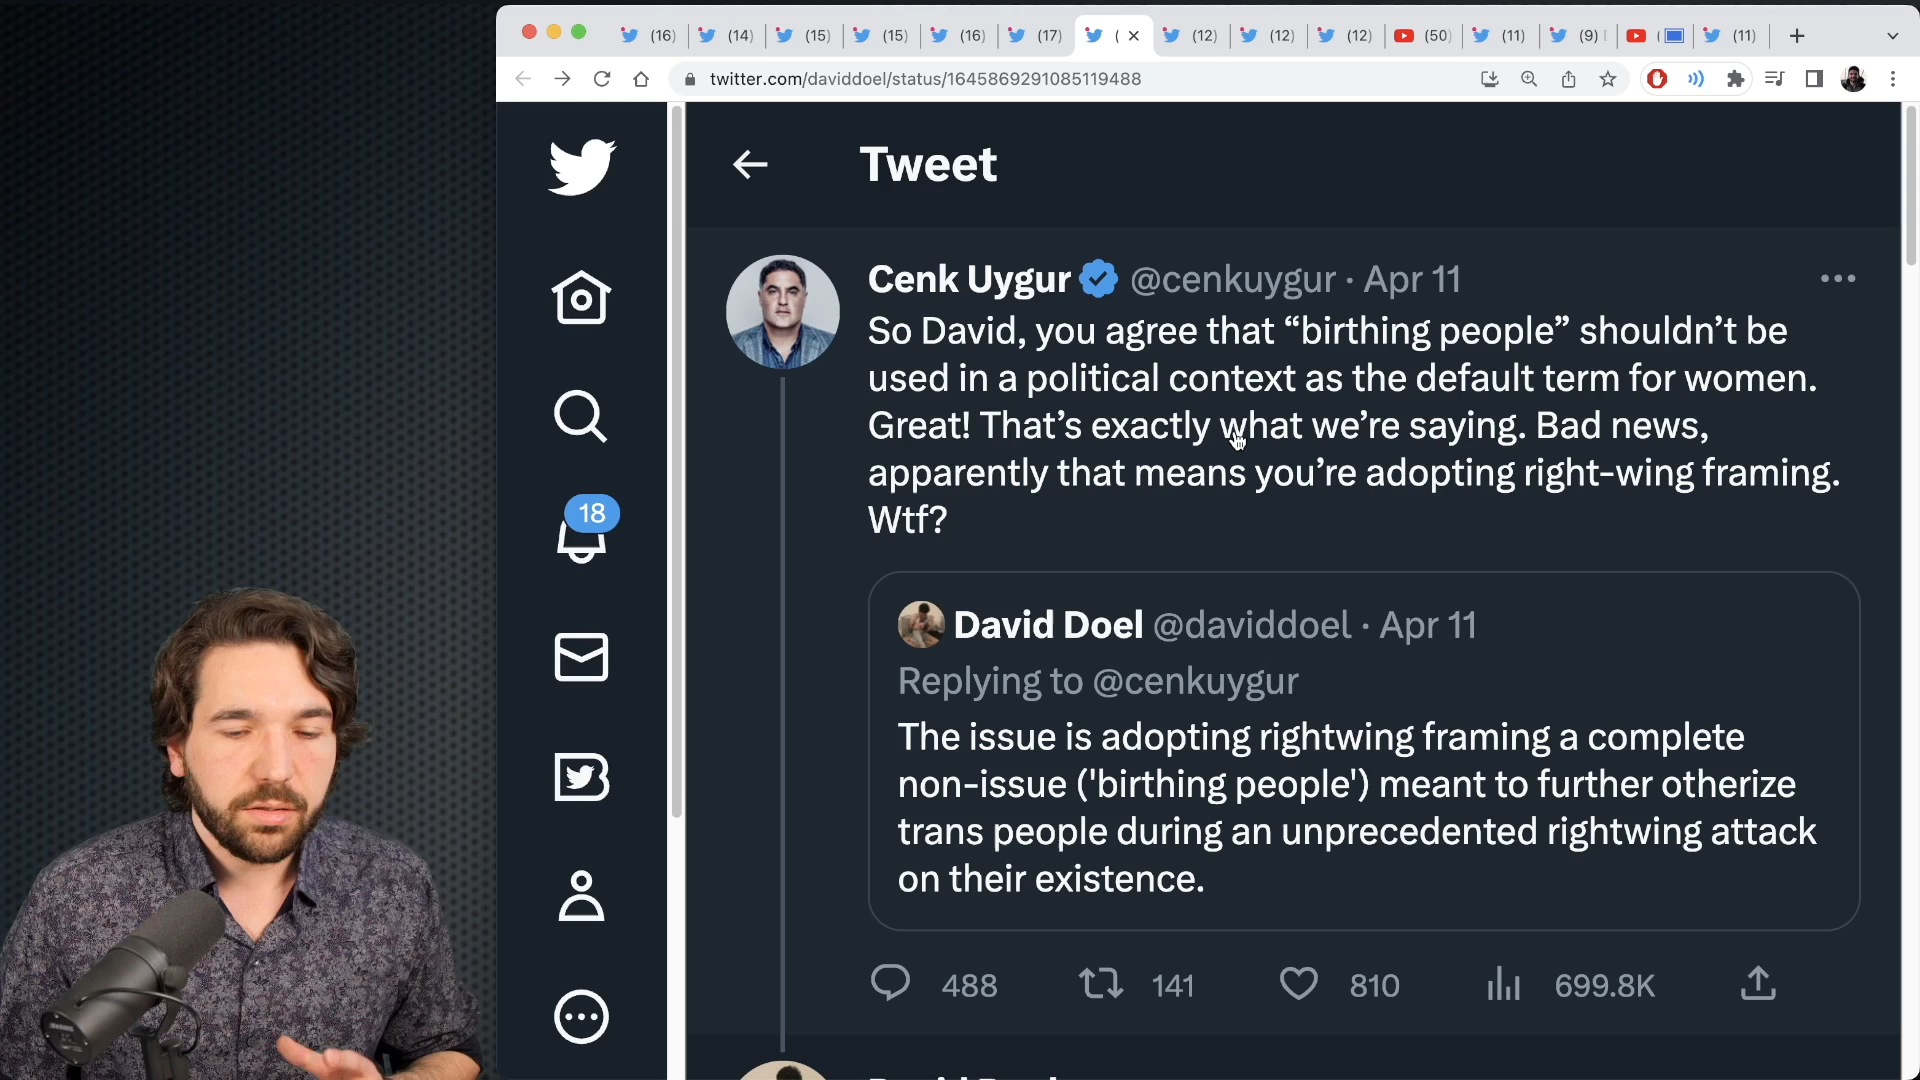 (16) (14) (15) (15) (16) (17) ( (12) (12) (12) (50) (11) (9) ( (11)
twitter.com/daviddoel/status/1645869291085119488
Tweet
Cenk Uygur @cenkuygur · Apr 11
So David, you agree that “birthing people” shouldn’t be
used in a political context as the default term for women.
Great! That’s exactly what we’re saying. Bad news,
apparently that means you’re adopting right-wing framing.
Wtf?
18
David Doel @daviddoel · Apr 11
Replying to @cenkuygur
The issue is adopting rightwing framing a complete
non-issue ('birthing people') meant to further otherize
trans people during an unprecedented rightwing attack
on their existence.
488 141 810 699.8K